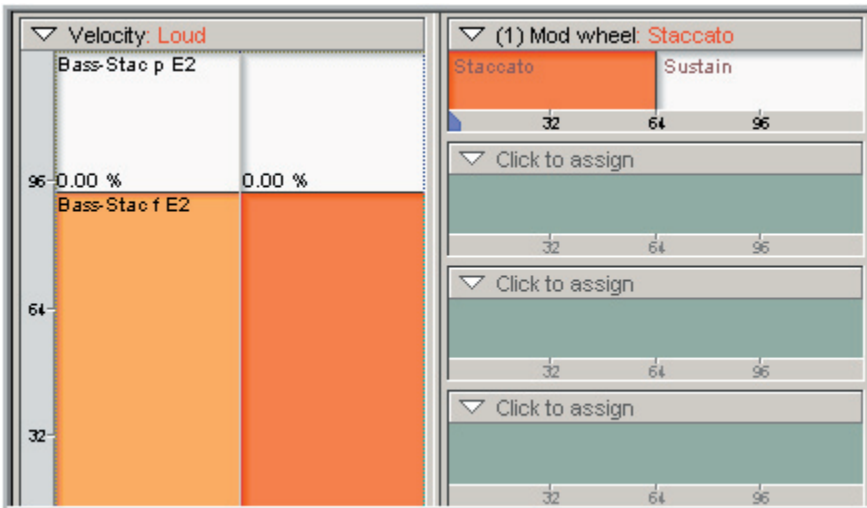 Velocity: Loud
Bass-Stac p E2
96
0.00 %
0.00 %
Bass-Stac f E2
64
32
(1) Mod wheel: Staccato
Staccato
Sustain
32
64
96
Click to assign
32
64
96
Click to assign
32
64
96
Click to assign
32
64
96